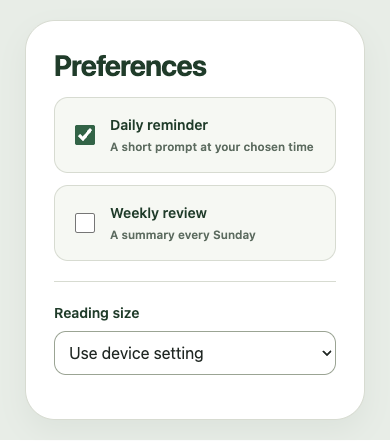 Preferences
Daily reminder
A short prompt at your chosen time
Weekly review
A summary every Sunday
Reading size
Use device setting